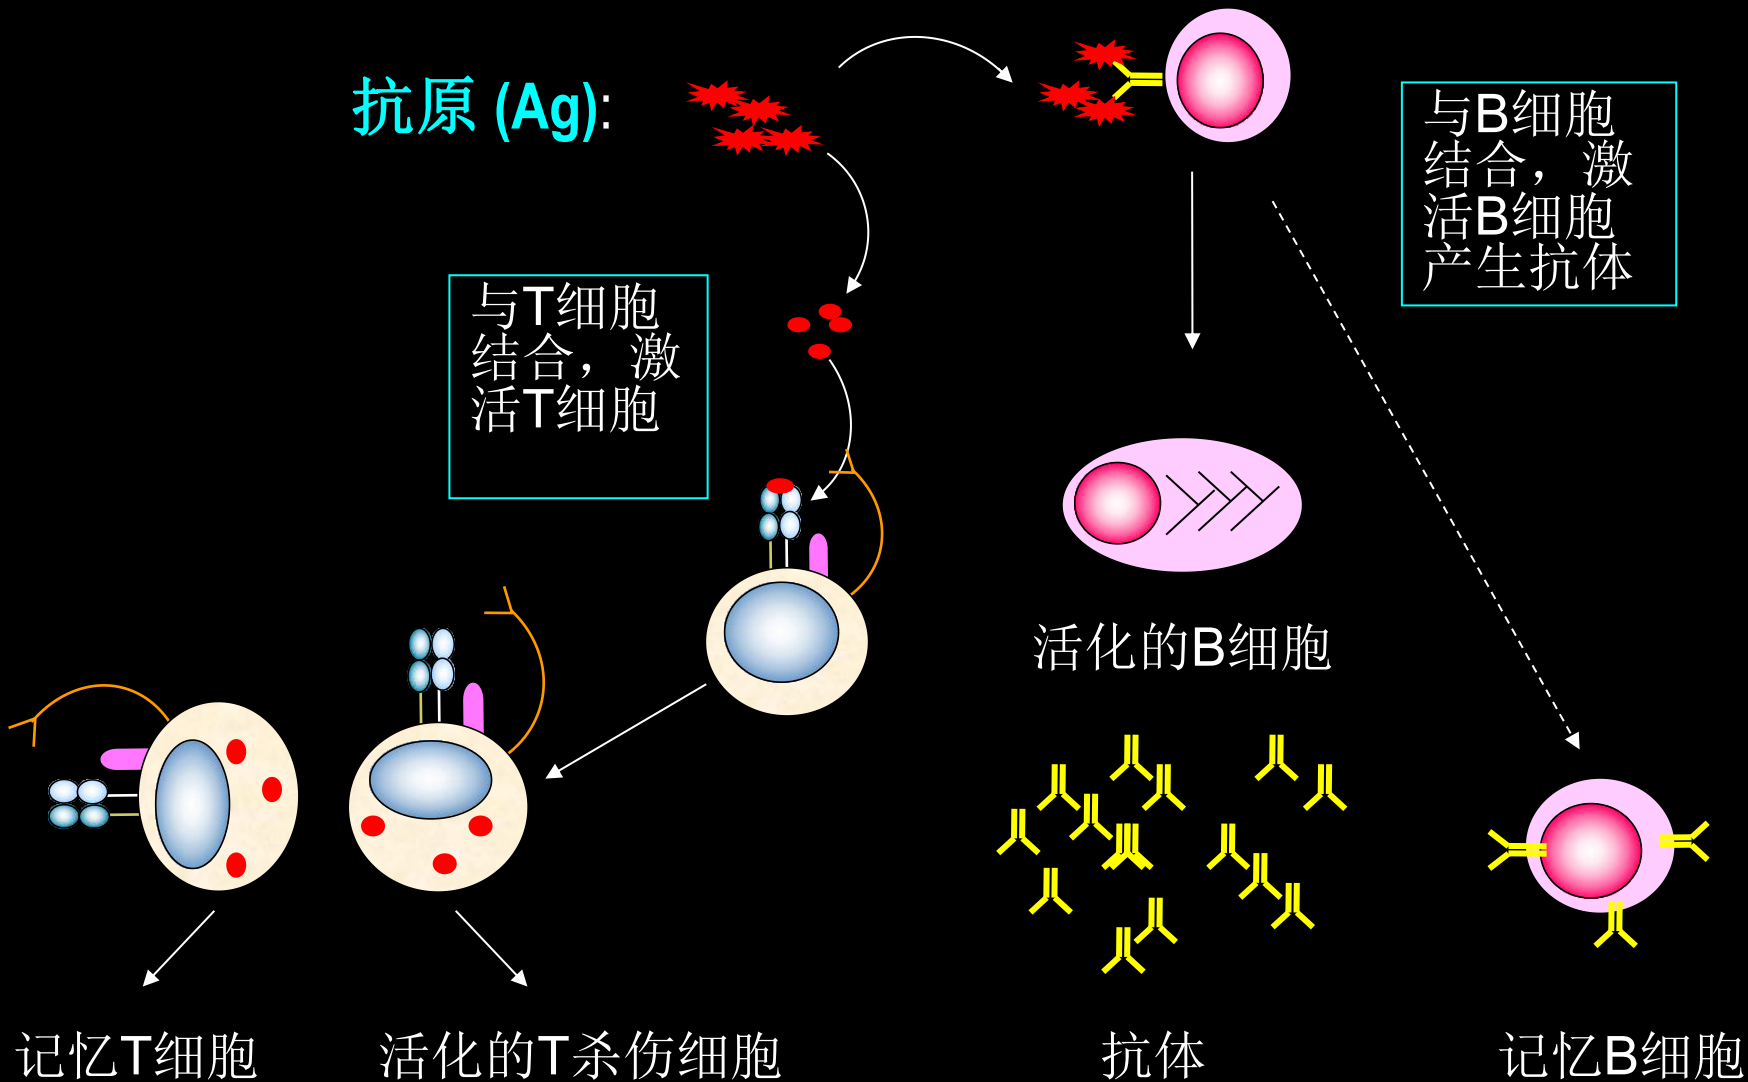 抗原 (Ag):
与B细胞
结合，激
活B细胞
产生抗体
与T细胞
结合，激
活T细胞
活化的B细胞
记忆T细胞
活化的T杀伤细胞
抗体
记忆B细胞